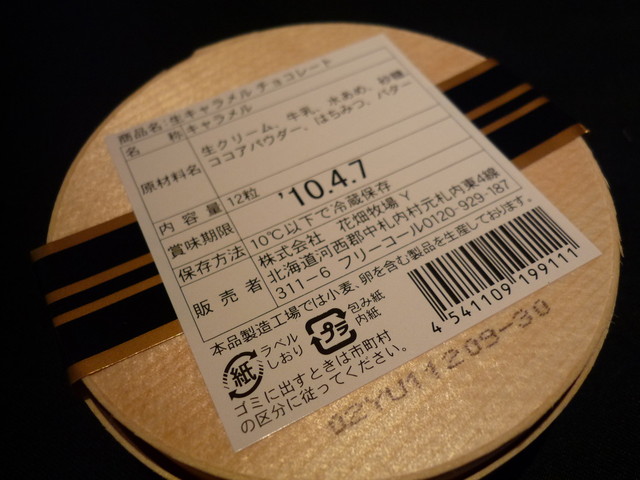 商品名 生キャラメル チョコレート
名　称 キャラメル
原材料名 生クリーム、牛乳、水あめ、砂糖、
ココアパウダー、はちみつ、バター
内容量 12粒
賞味期限 '10.4.7
保存方法 10℃以下で冷蔵保存
販売者 株式会社　花畑牧場 Y
北海道河西郡中札内村元札内東4線
311-6 フリーコール0120-929-187
本品製造工場では小麦、卵を含む製品を生産しております。
紙 ラベル
しおり
プラ 包み紙
内紙
4 541109 199111
ゴミに出すときは市町村
の区分に従ってください。
02YU11209-30